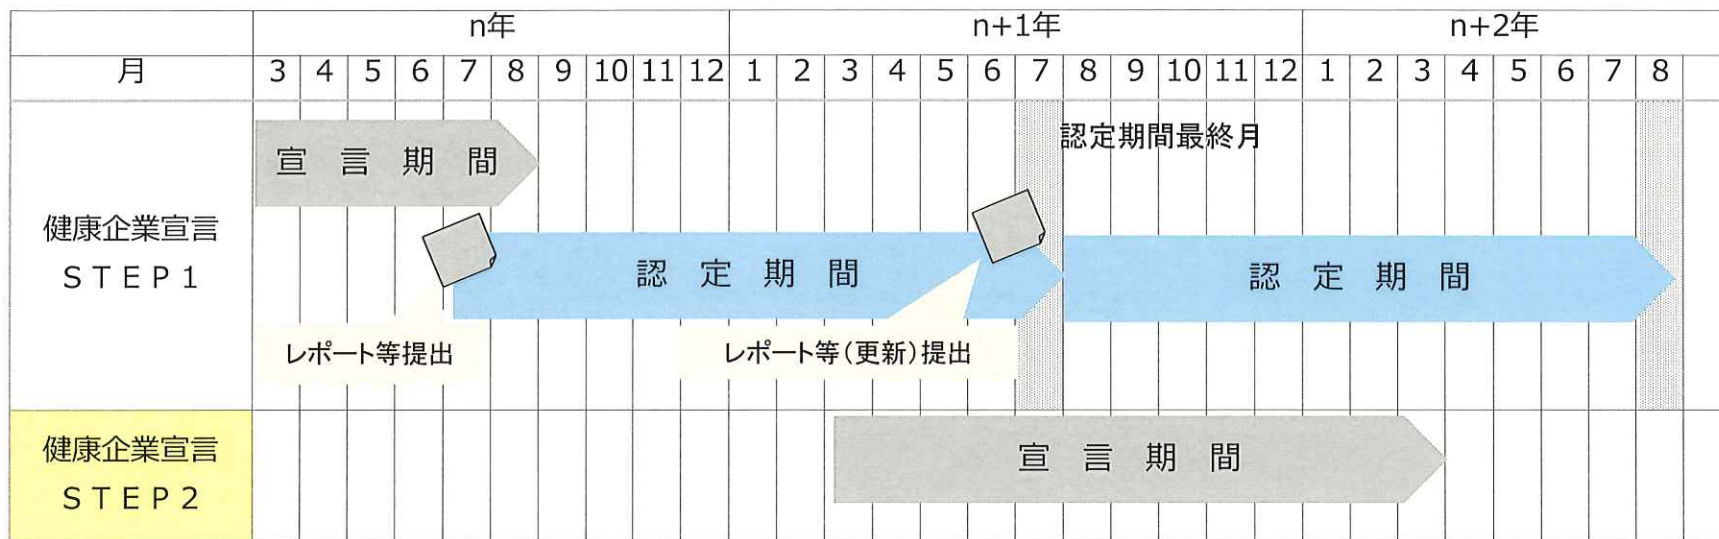 n年 n+1年 n+2年
月 3 4 5 6 7 8 9 10 11 12 1 2 3 4 5 6 7 8 9 10 11 12 1 2 3 4 5 6 7 8
認定期間最終月
宣言期間
健康企業宣言
STEP1
認定期間 認定期間
レポート等提出 レポート等(更新)提出
健康企業宣言
STEP2
宣言期間